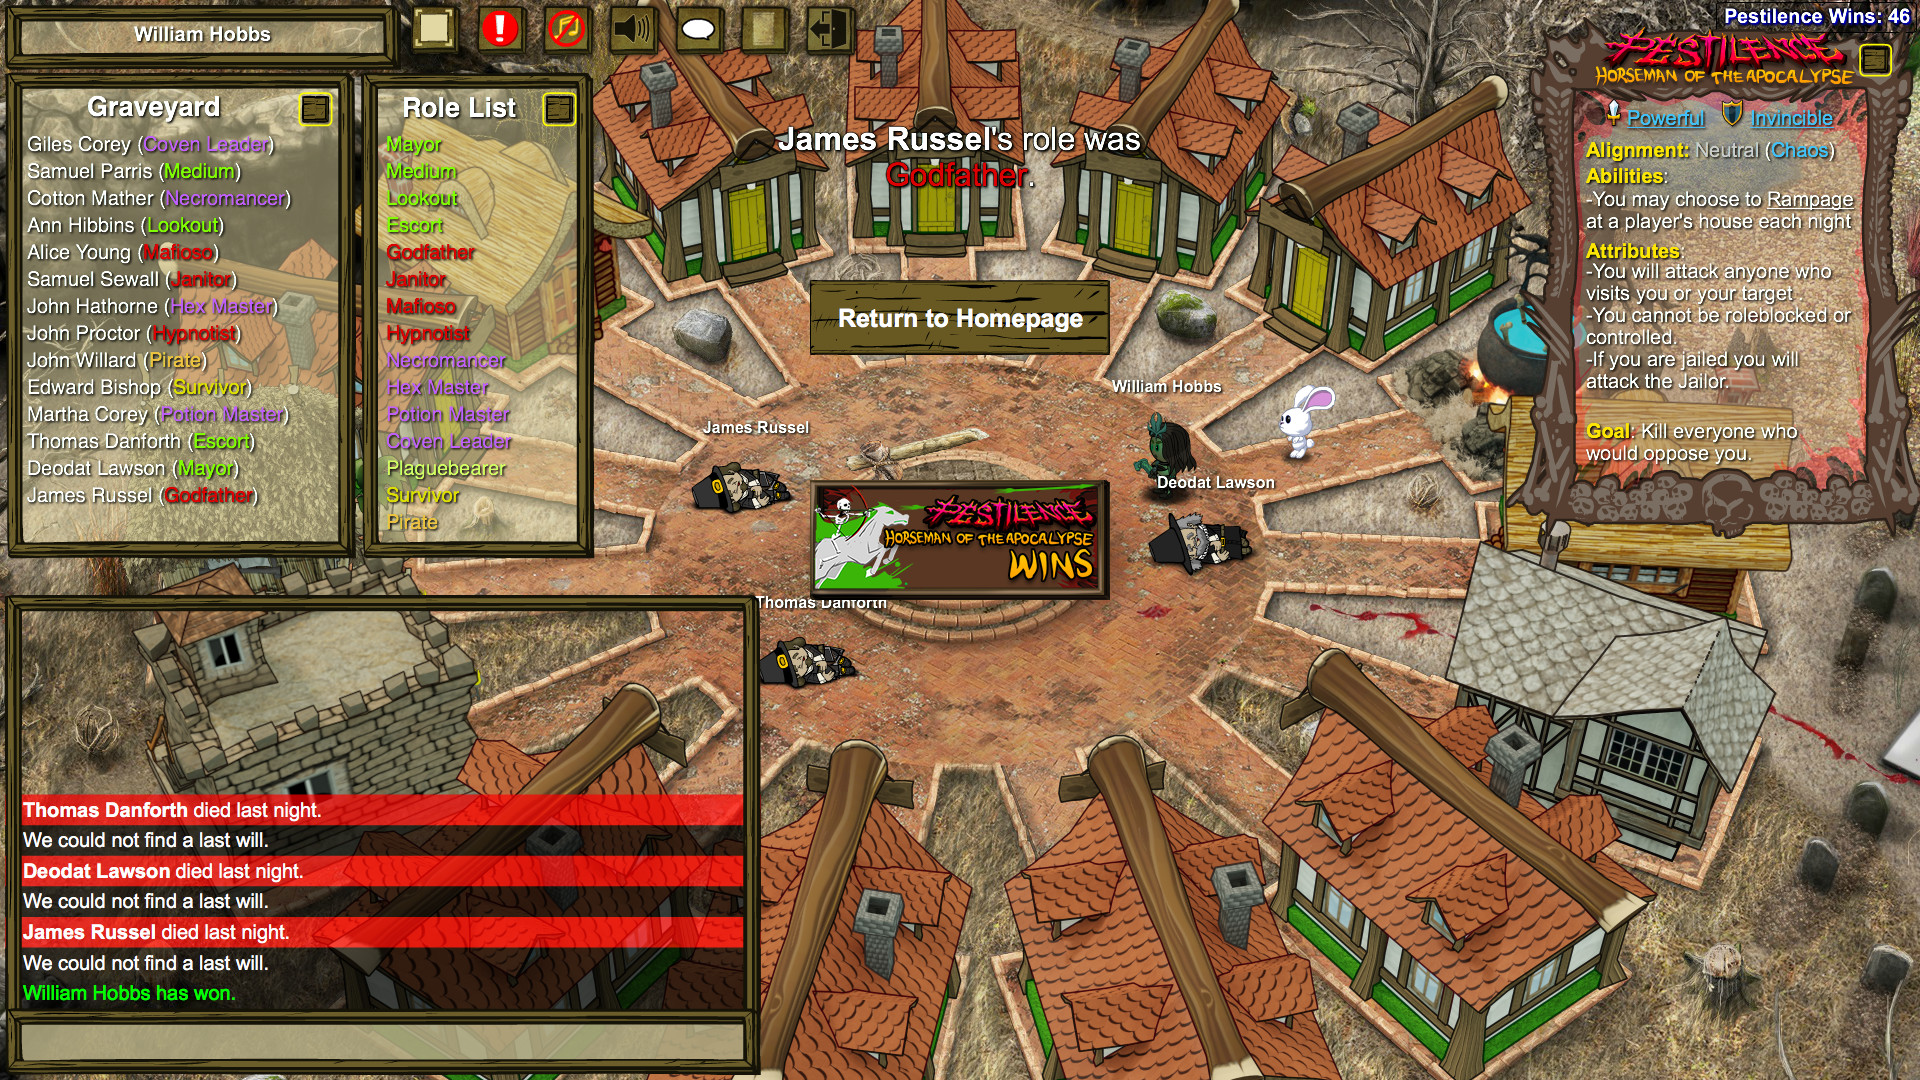 William Hobbs
Pestilence Wins: 46
Graveyard
Giles Corey (Coven Leader)
Samuel Parris (Medium)
Cotton Mather (Necromancer)
Ann Hibbins (Lookout)
Alice Young (Mafioso)
Samuel Sewall (Janitor)
John Hathorne (Hex Master)
John Proctor (Hypnotist)
John Willard (Pirate)
Edward Bishop (Survivor)
Martha Corey (Potion Master)
Thomas Danforth (Escort)
Deodat Lawson (Mayor)
James Russel (Godfather)
Role List
Mayor
Medium
Lookout
Escort
Godfather
Janitor
Mafioso
Hypnotist
Necromancer
Hex Master
Potion Master
Coven Leader
Plaguebearer
Survivor
Pirate
James Russel's role was
Godfather.
Return to Homepage
William Hobbs
James Russel
Deodat Lawson
PESTILENCE
HORSEMAN OF THE APOCALYPSE
WINS
Thomas Danforth
PESTILENCE
HORSEMAN OF THE APOCALYPSE
Powerful Invincible
Alignment: Neutral (Chaos)
Abilities:
-You may choose to Rampage
at a player's house each night
Attributes:
-You will attack anyone who
visits you or your target
-You cannot be roleblocked or
controlled.
-If you are jailed you will
attack the Jailor.
Goal: Kill everyone who
would oppose you.
Thomas Danforth died last night.
We could not find a last will.
Deodat Lawson died last night.
We could not find a last will.
James Russel died last night.
We could not find a last will.
William Hobbs has won.